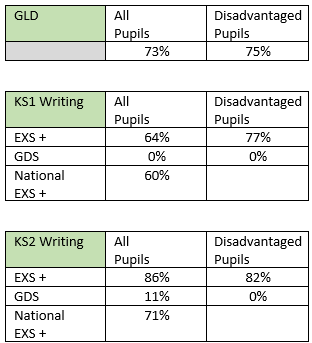 GLD All Disadvantaged
Pupils Pupils
73% 75%
KS1 Writing All Disadvantaged
Pupils Pupils
EXS + 64% 77%
GDS 0% 0%
National 60%
EXS +
KS2 Writing All Disadvantaged
Pupils Pupils
EXS + 86% 82%
GDS 11% 0%
National 71%
EXS +